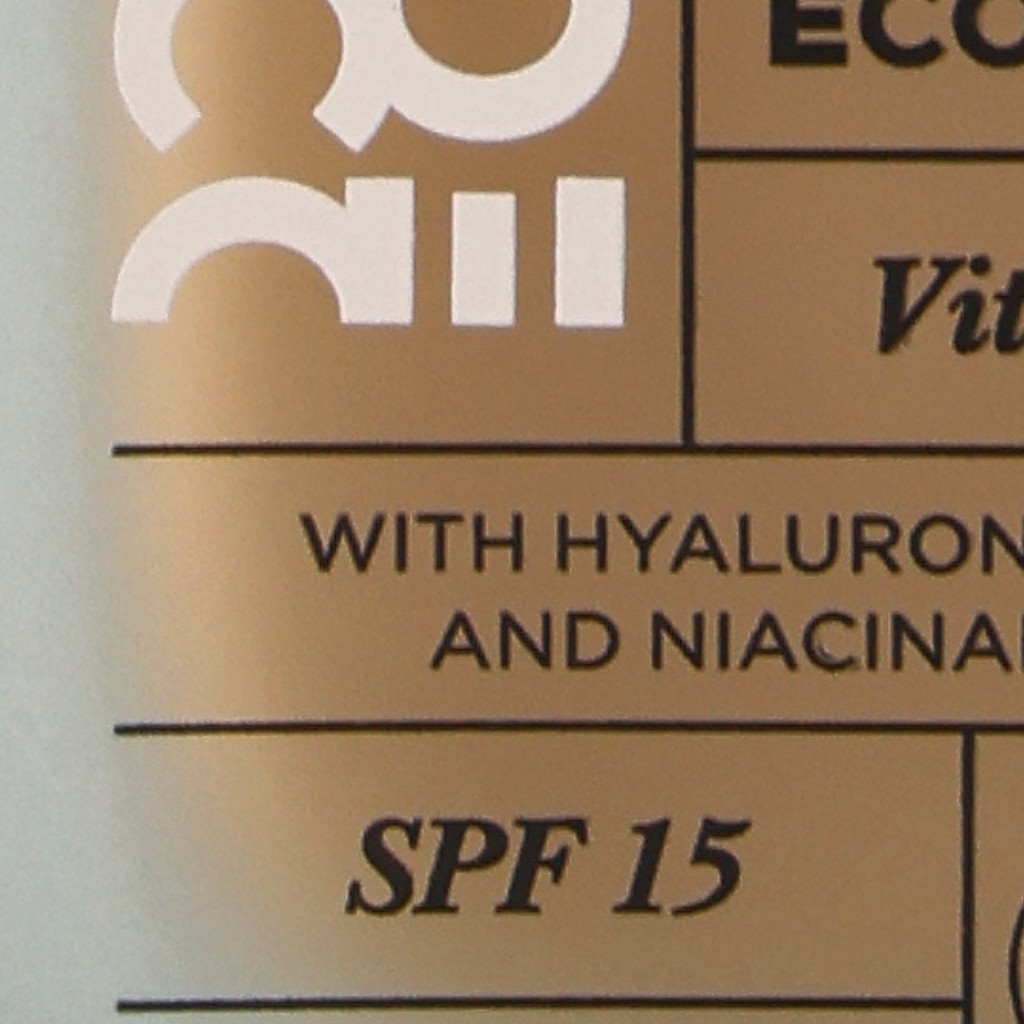 ECO
Vit
WITH HYALURON
AND NIACINA
SPF 15